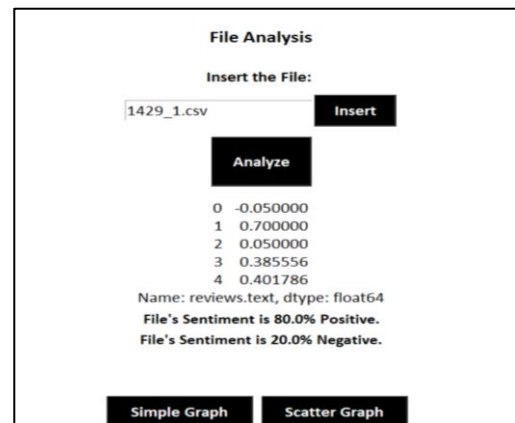 File Analysis
Insert the File:
1429_1.csv Insert
Analyze
0 -0.050000
1 0.700000
2 0.050000
3 0.385556
4 0.401786
Name: reviews.text, dtype: float64
File's Sentiment is 80.0% Positive.
File's Sentiment is 20.0% Negative.
Simple Graph Scatter Graph